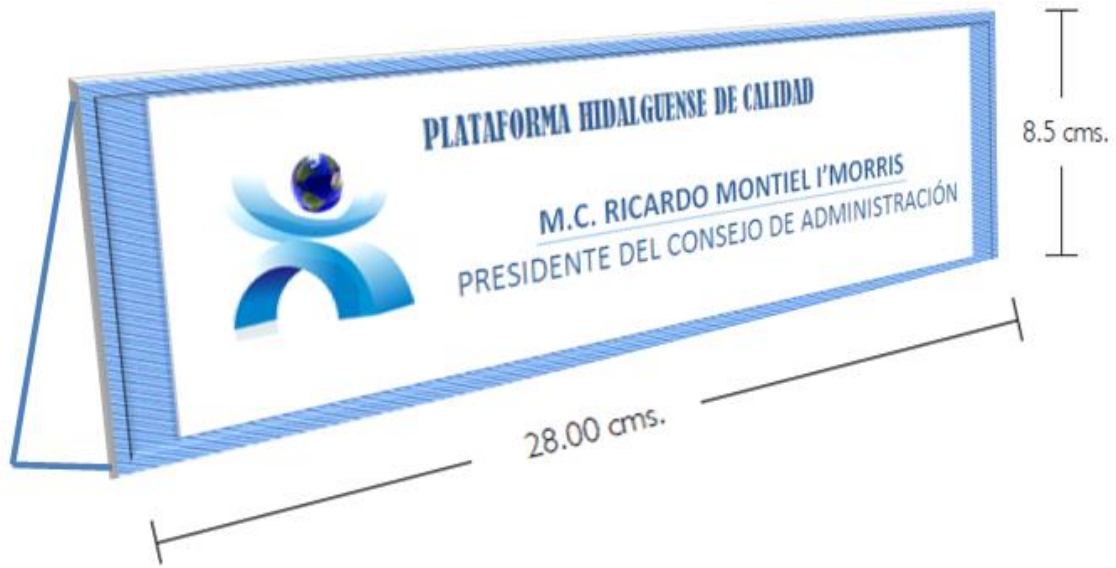 PLATAFORMA HIDALGUENSE DE CALIDAD
M.C. RICARDO MONTIEL I'MORRIS
PRESIDENTE DEL CONSEJO DE ADMINISTRACIÓN
8.5 cms.
28.00 cms.